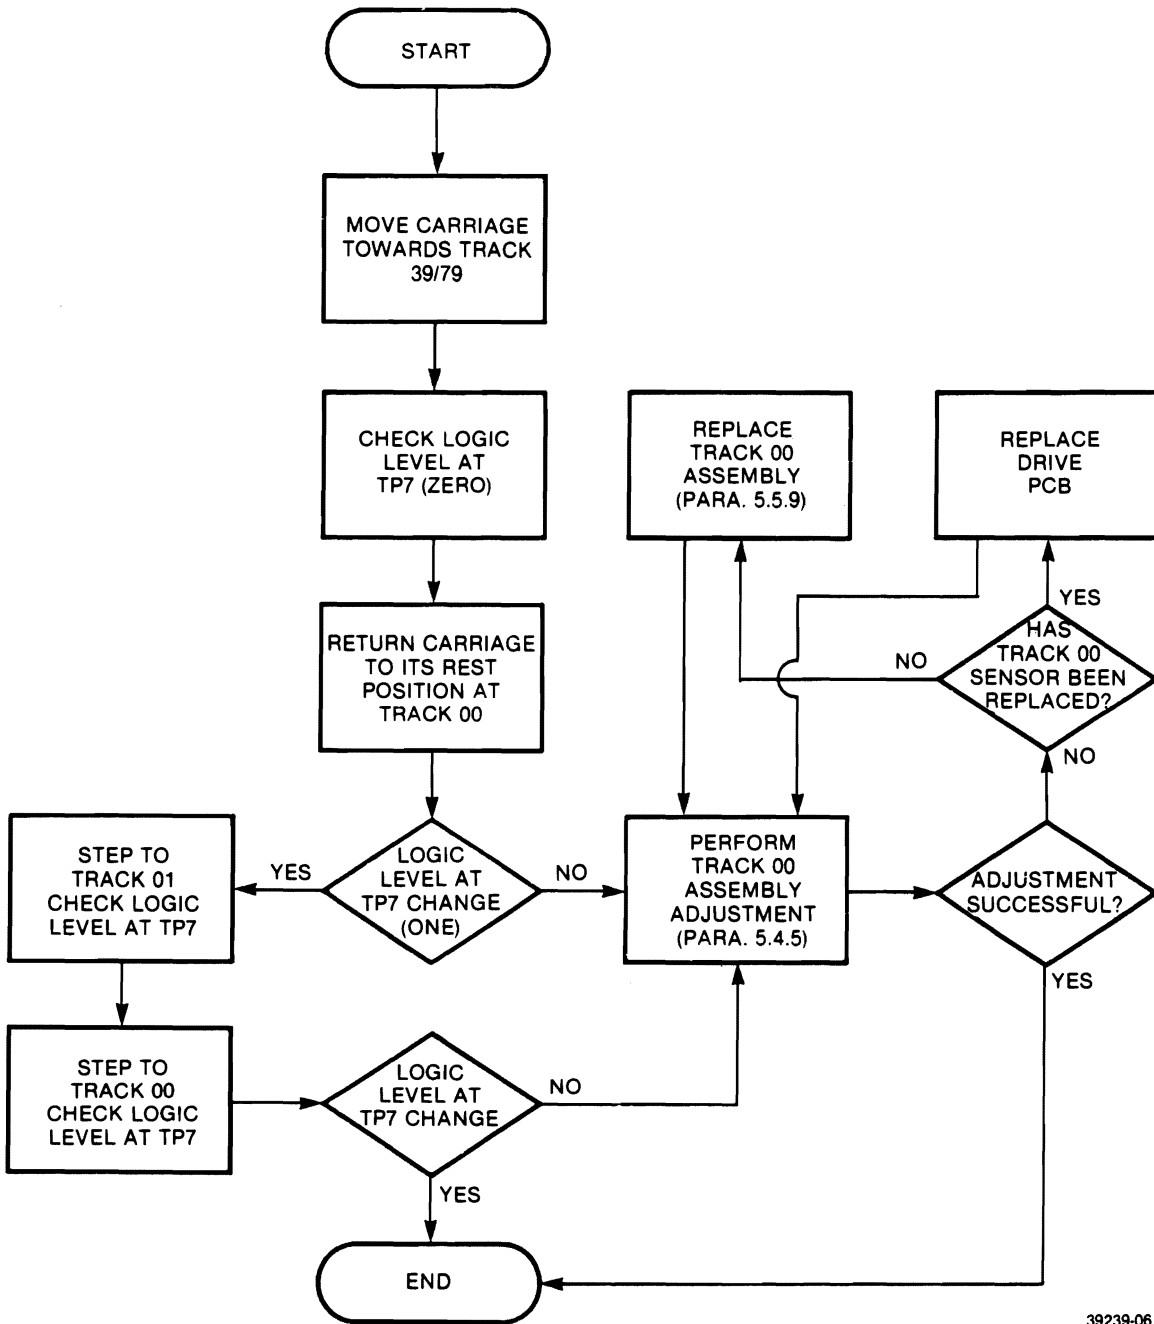 START
MOVE CARRIAGE
TOWARDS TRACK
39/79
CHECK LOGIC
LEVEL AT
TP7 (ZERO)
REPLACE
TRACK 00
ASSEMBLY
(PARA. 5.5.9)
REPLACE
DRIVE
PCB
RETURN CARRIAGE
TO ITS REST
POSITION AT
TRACK 00
YES
HAS
TRACK 00
SENSOR BEEN
REPLACED?
NO
NO
STEP TO
TRACK 01
CHECK LOGIC
LEVEL AT TP7
YES
LOGIC
LEVEL AT
TP7 CHANGE
(ONE)
NO
PERFORM
TRACK 00
ASSEMBLY
ADJUSTMENT
(PARA. 5.4.5)
ADJUSTMENT
SUCCESSFUL?
YES
STEP TO
TRACK 00
CHECK LOGIC
LEVEL AT TP7
LOGIC
LEVEL AT
TP7 CHANGE
NO
YES
END
39239-06